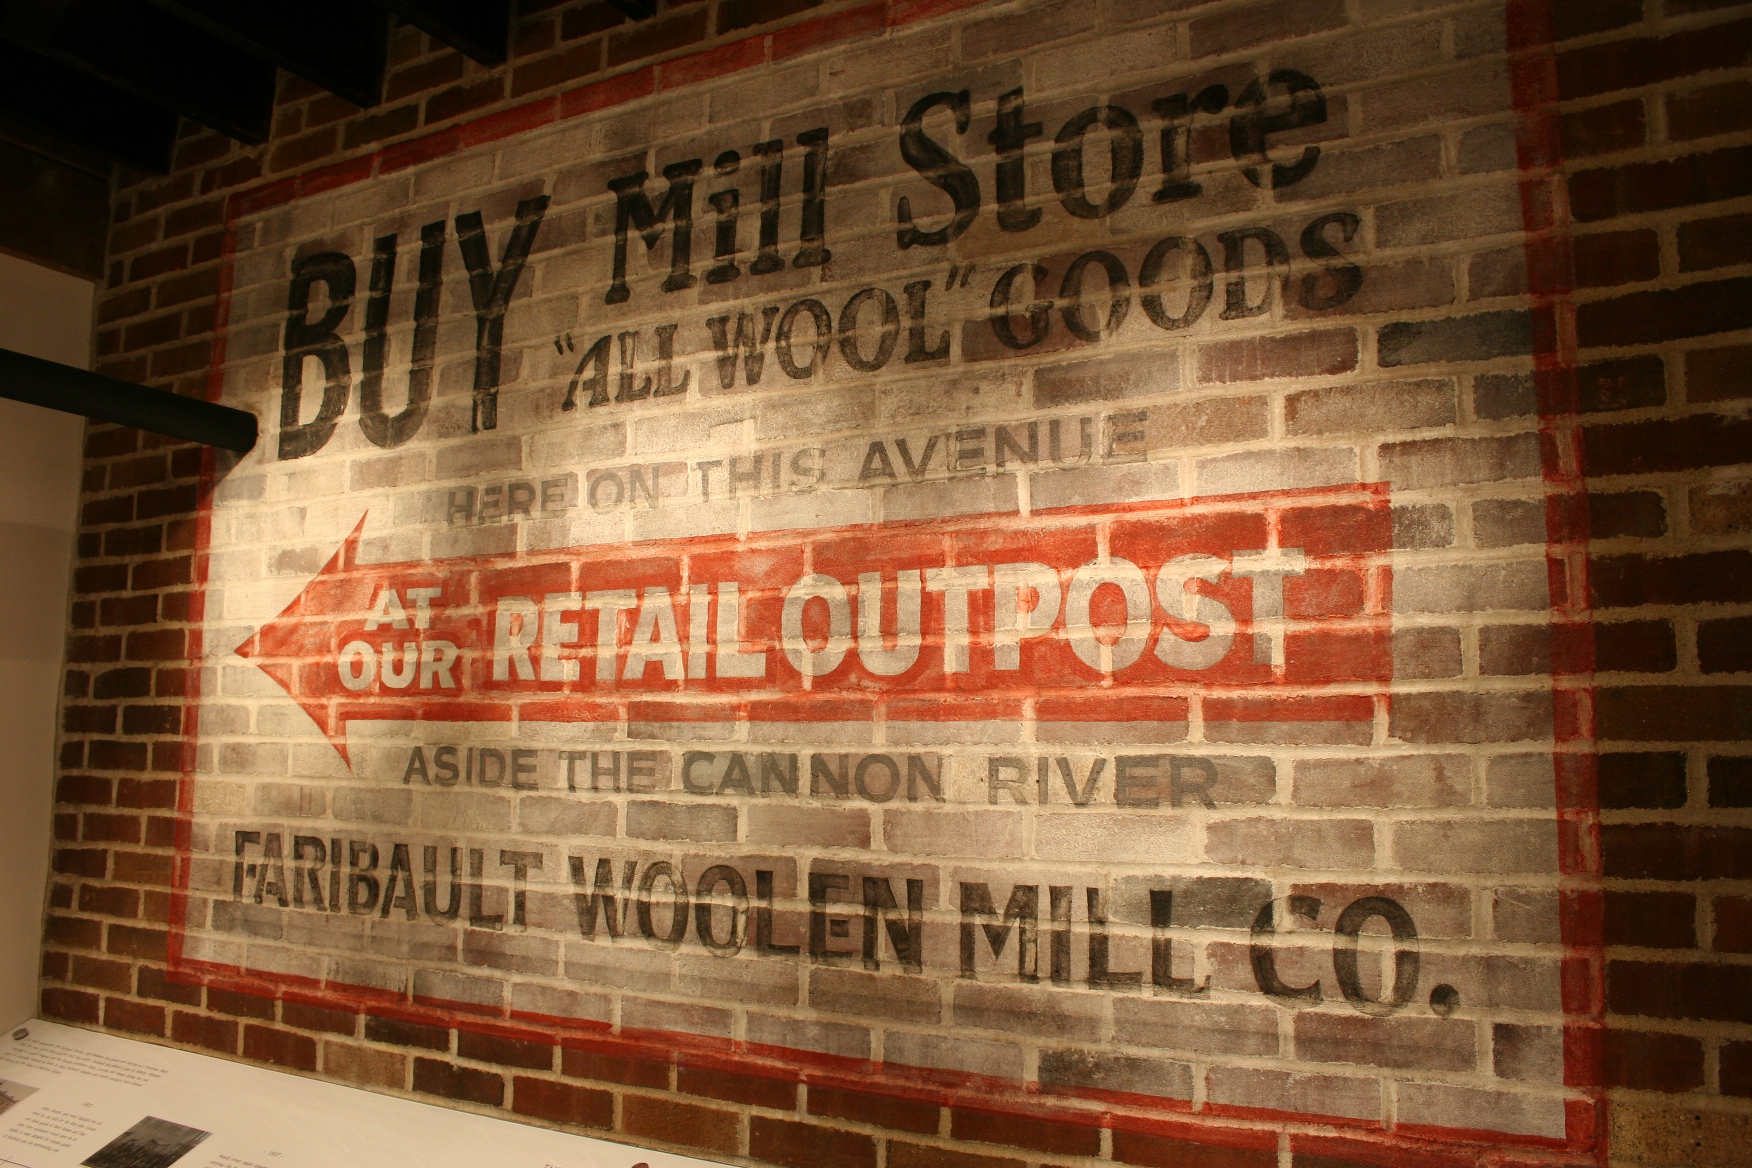 BUY Mill Store
"ALL WOOL" GOODS
HERE ON THIS AVENUE
AT OUR RETAIL OUTPOST
ASIDE THE CANNON RIVER
FARIBAULT WOOLEN MILL CO.